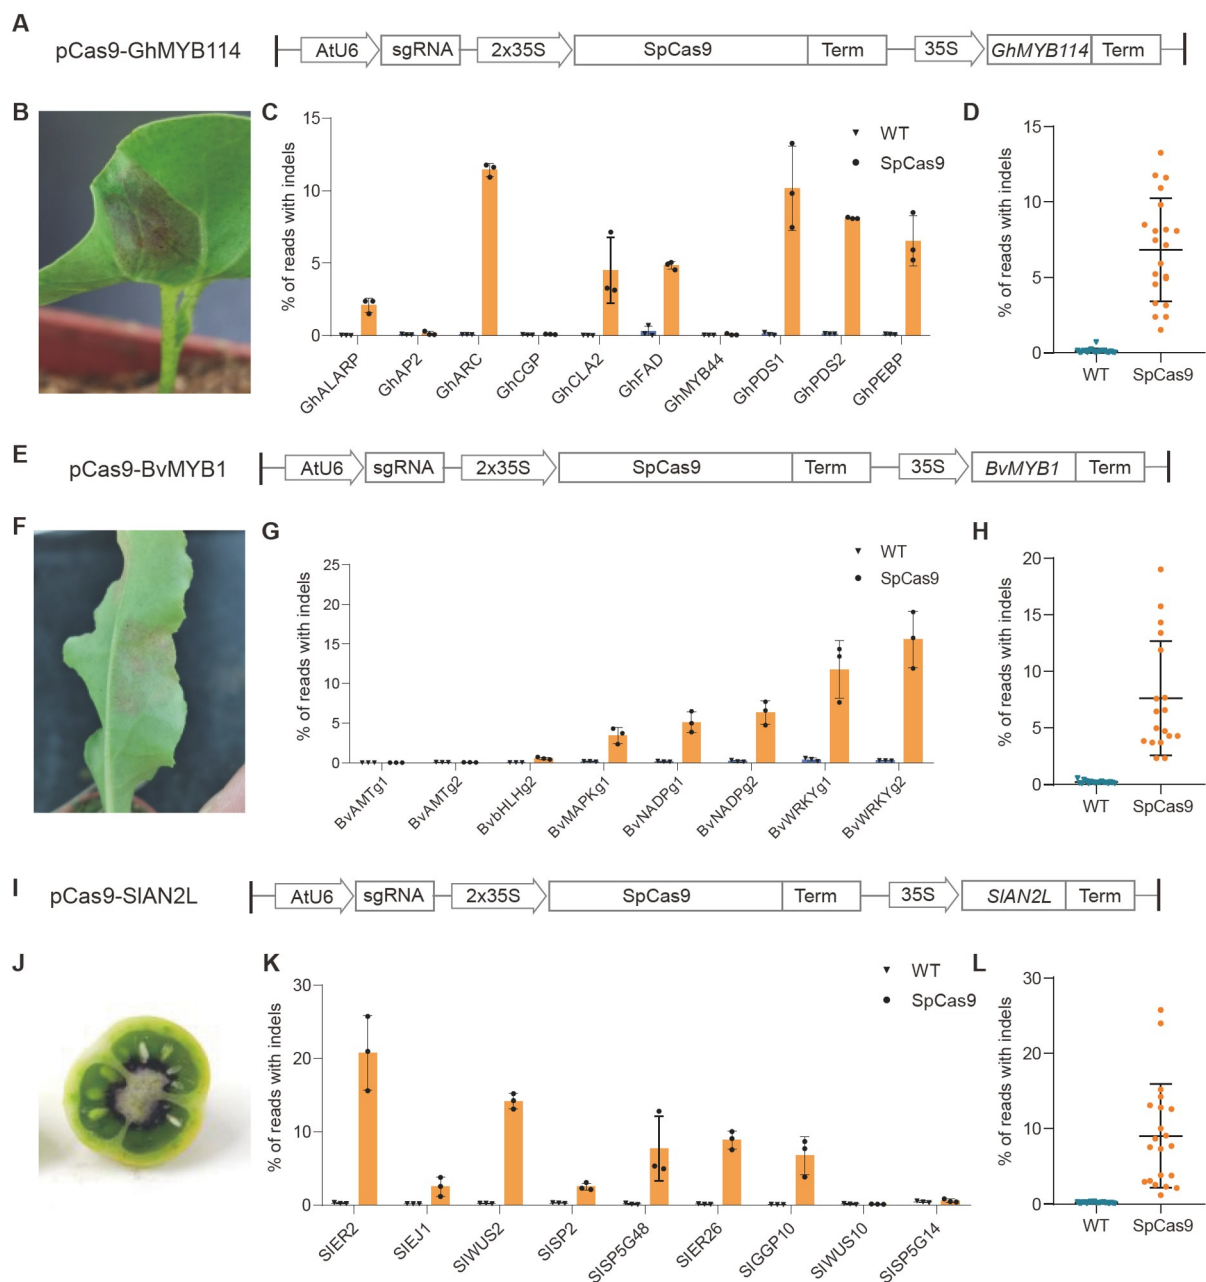 A
pCas9-GhMYB114
AtU6 sgRNA 2x35S SpCas9 Term 35S GhMYB114 Term
B
C
% of reads with indels
15
10
5
0
WT
SpCas9
GhALARP GhAP2 GhARC GhCGP GhCLA2 GhFAD GhMYB44 GhPDS1 GhPDS2 GhPEBP
D
% of reads with indels
15
10
5
0
WT SpCas9
E
pCas9-BvMYB1
AtU6 sgRNA 2x35S SpCas9 Term 35S BvMYB1 Term
F
G
% of reads with indels
25
20
15
10
5
0
WT
SpCas9
BvAMTg1 BvAMTg2 BvbHLHg2 BvMAPKg1 BvNADPg1 BvNADPg2 BvWRKYg1 BvWRKYg2
H
% of reads with indels
20
15
10
5
0
WT SpCas9
I
pCas9-SlAN2L
AtU6 sgRNA 2x35S SpCas9 Term 35S SlAN2L Term
J
K
% of reads with indels
30
20
10
0
WT
SpCas9
SlER2 SlEJ1 SlWUS2 SlSP2 SlSP5G48 SlER26 SlGGP10 SlWUS10 SlSP5G14
L
% of reads with indels
30
20
10
0
WT SpCas9